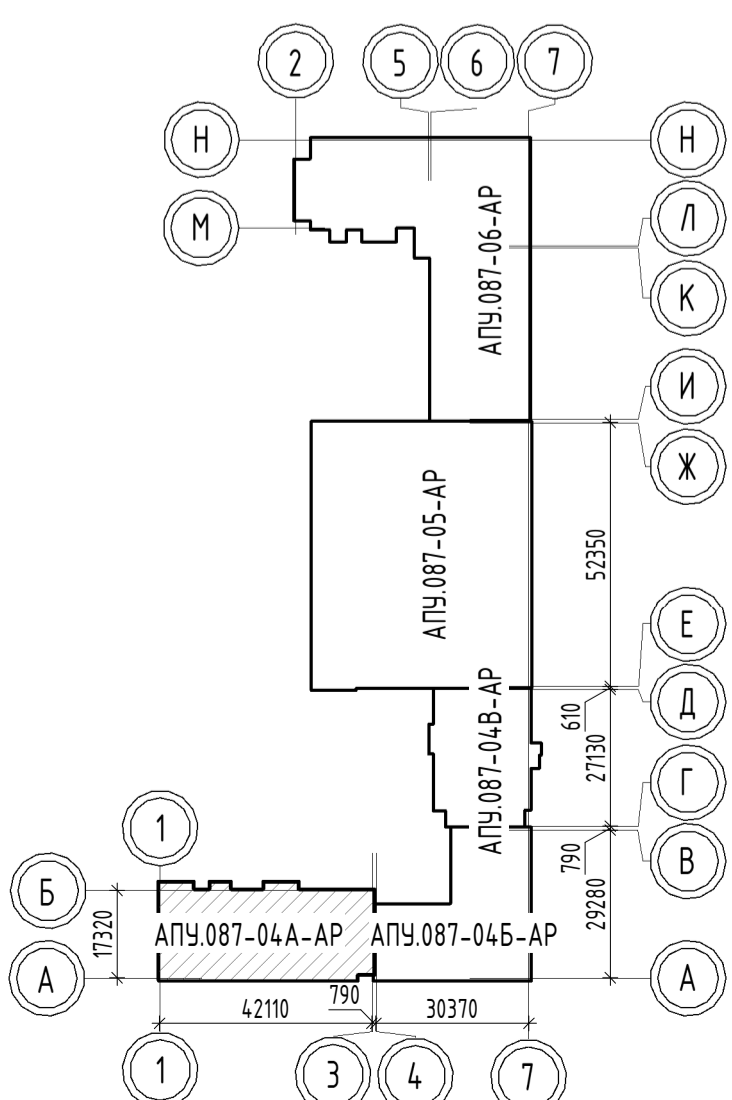 2
5
6
7
Н
Н
М
Л
К
АПУ.087-06-АР
И
Ж
АПУ.087-05-АР
52350
Е
Д
610
27130
АПУ.087-04В-АР
Г
В
1
790
29280
Б
17320
АПУ.087-04А-АР
АПУ.087-04Б-АР
А
А
42110
790
30370
1
3
4
7